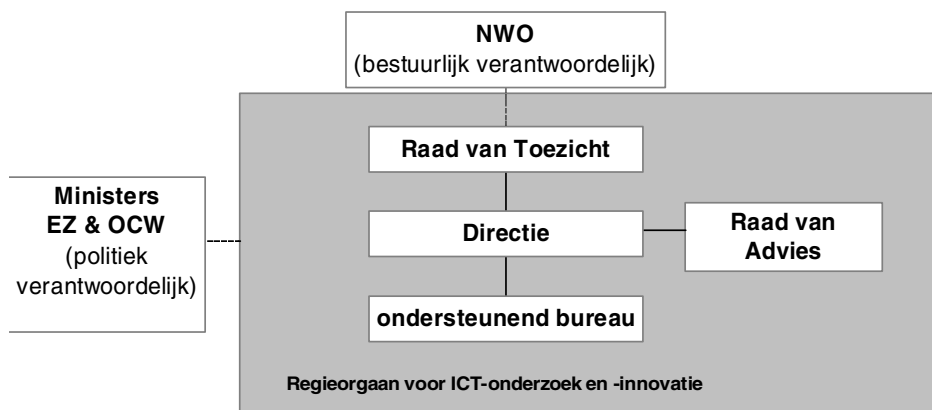 NWO
(bestuurlijk verantwoordelijk)
Raad van Toezicht
Ministers
EZ & OCW
(politiek
verantwoordelijk)
Directie
Raad van
Advies
ondersteunend bureau
Regieorgaan voor ICT-onderzoek en -innovatie